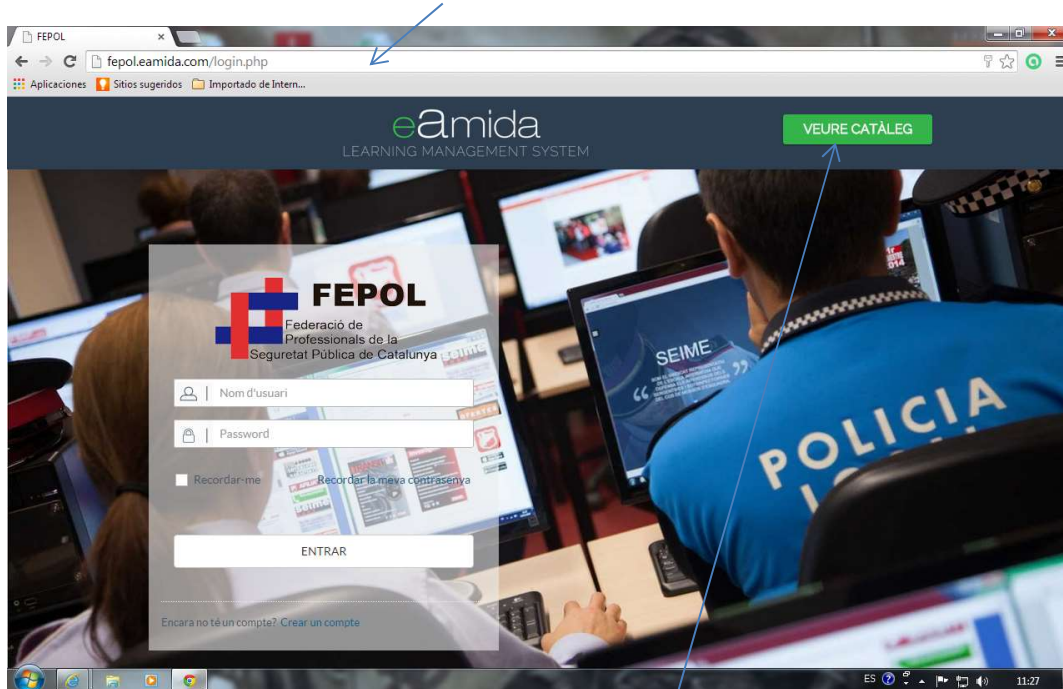 FEPOL
fepol.eamida.com/login.php
Aplicaciones Sitios sugeridos Importado de Intern...
eamida
LEARNING MANAGEMENT SYSTEM
VEURE CATÀLEG
FEPOL
Federació de
Professionals de la
Seguretat Pública de Catalunya
Nom d'usuari
Password
Recordar-me Recordar la meva contrasenya
ENTRAR
Encara no té un compte? Crear un compte
SEIME
POLICIA
ES 11:27